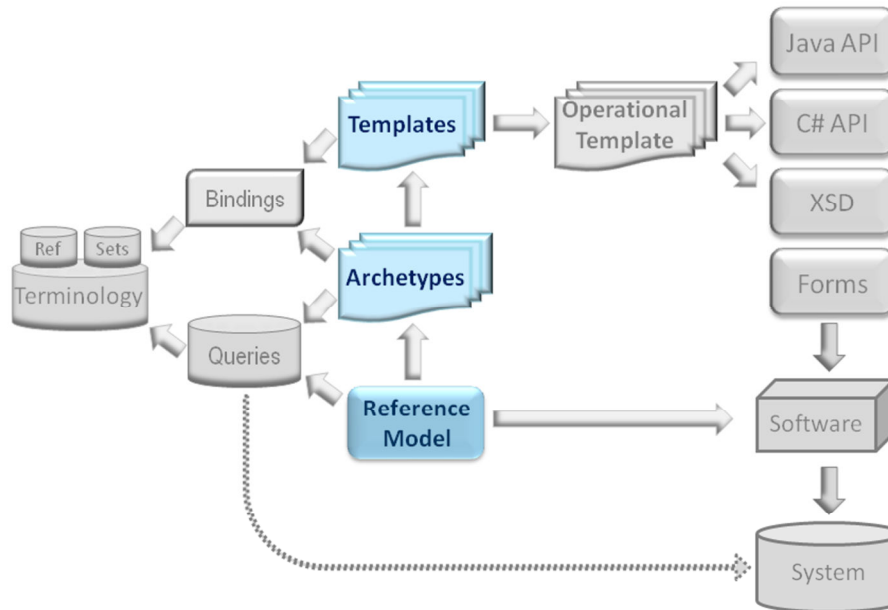 Java API
Templates
Operational
Template
C# API
Bindings
XSD
Ref
Sets
Terminology
Archetypes
Forms
Queries
Reference
Model
Software
System